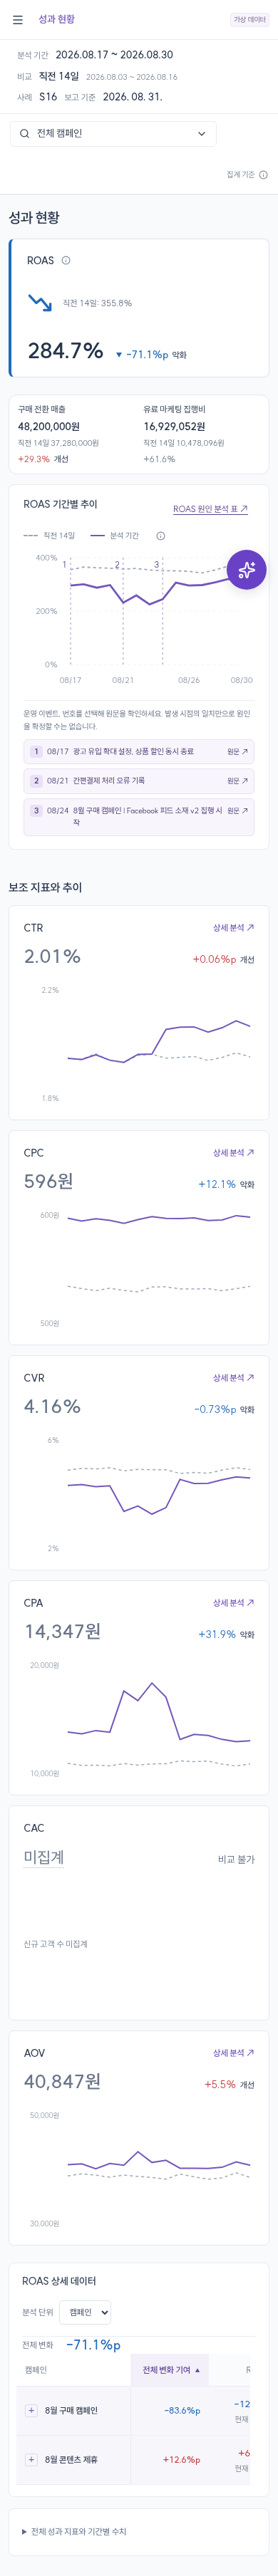 성과 현황
가상 데이터
분석 기간 2026.08.17 ~ 2026.08.30
비교 직전 14일 2026.08.03 ~ 2026.08.16
사례 S16 보고 기준 2026. 08. 31.
전체 캠페인
집계 기준
성과 현황
ROAS
직전 14일: 355.8%
284.7% ▼ -71.1%p 악화
구매 전환 매출
48,200,000원
직전 14일 37,280,000원
+29.3% 개선
유료 마케팅 집행비
16,929,052원
직전 14일 10,478,096원
+61.6%
ROAS 기간별 추이
ROAS 원인 분석 표 ↗
직전 14일 분석 기간
400%
200%
0%
1 2 3
08/17 08/21 08/26 08/30
운영 이벤트, 번호를 선택해 원문을 확인하세요. 발생 시점의 일치만으로 원인
을 확정할 수는 없습니다.
1 08/17 광고 유입 확대 설정, 상품 할인 동시 종료 원문 ↗
2 08/21 간편결제 처리 오류 기록 원문 ↗
3 08/24 8월 구매 캠페인 | Facebook 피드 소재 v2 집행 시 원문 ↗
작
보조 지표와 추이
CTR 상세 분석 ↗
2.01% +0.06%p 개선
2.2%
1.8%
CPC 상세 분석 ↗
596원 +12.1% 악화
600원
500원
CVR 상세 분석 ↗
4.16% -0.73%p 악화
6%
2%
CPA 상세 분석 ↗
14,347원 +31.9% 악화
20,000원
10,000원
CAC
미집계 비교 불가
신규 고객 수 미집계
AOV 상세 분석 ↗
40,847원 +5.5% 개선
50,000원
30,000원
ROAS 상세 데이터
분석 단위 캠페인
전체 변화 -71.1%p
캠페인 전체 변화 기여 ▲ R
+ 8월 구매 캠페인 -83.6%p -12
현재
+ 8월 콘텐츠 제휴 +12.6%p +6
현재
▶ 전체 성과 지표와 기간별 수치